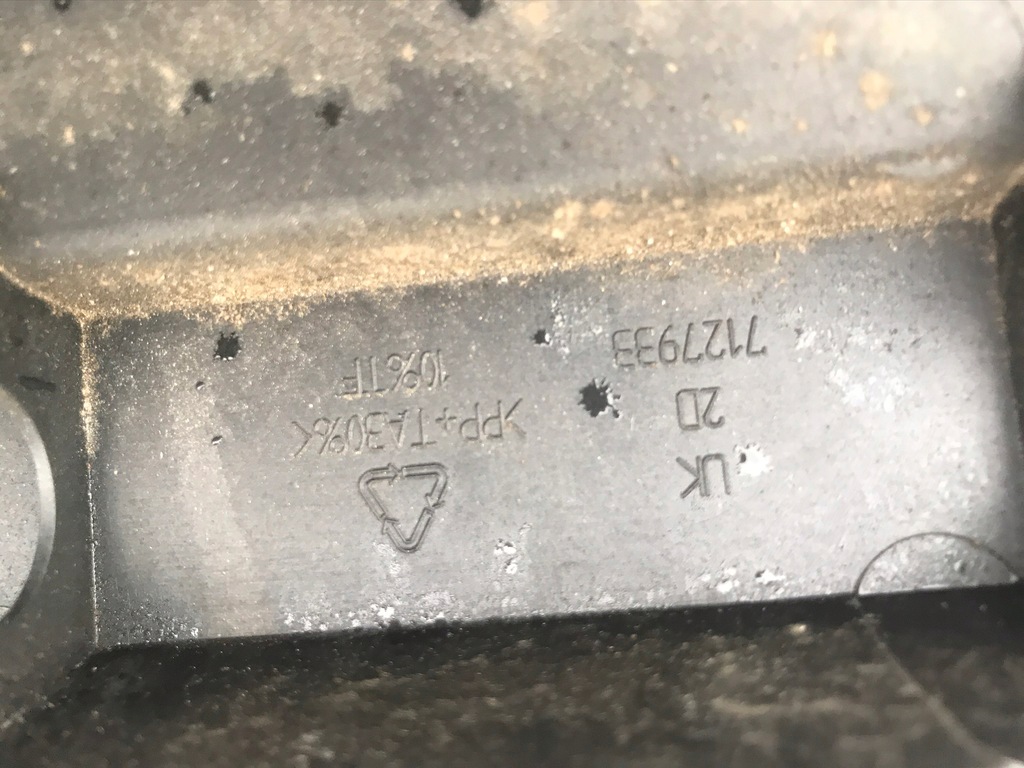 UK
2D
7127933
>PP+TA30%<
10%TF